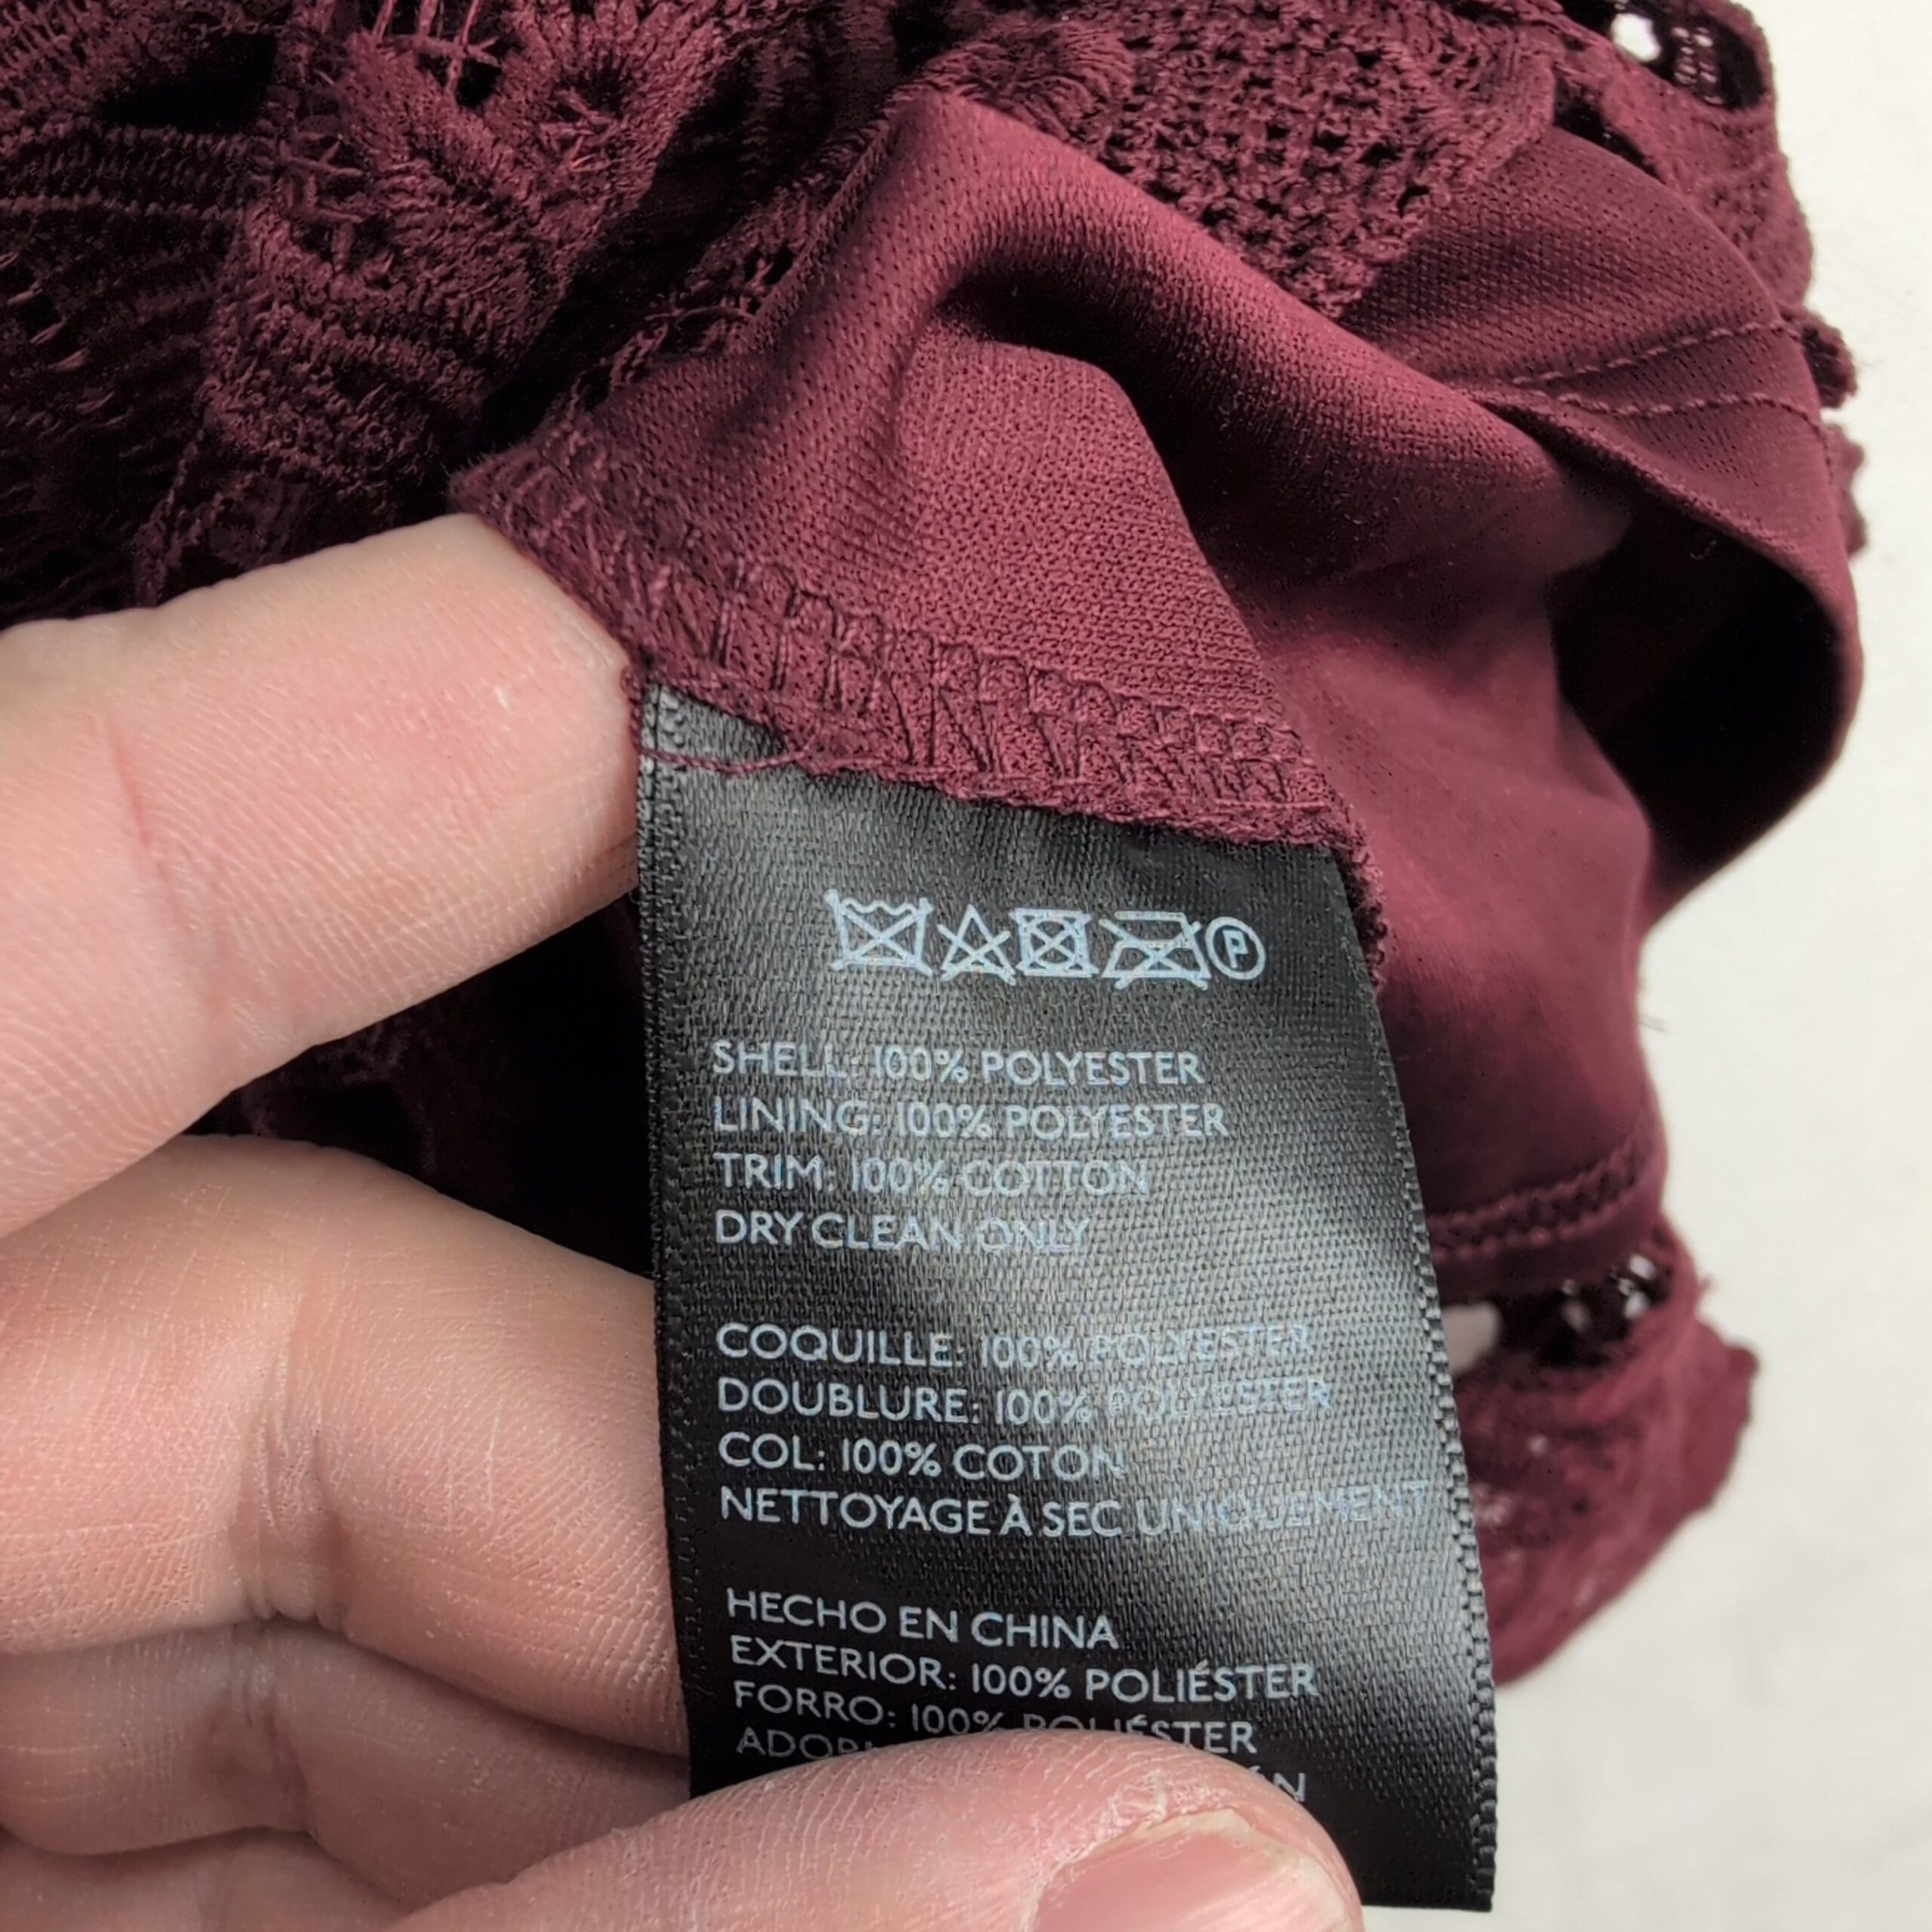 P
SHELL: 100% POLYESTER
LINING: 100% POLYESTER
TRIM: 100% COTTON
DRY CLEAN ONLY
COQUILLE: 100% POLYESTER
DOUBLURE: 100% POLYESTER
COL: 100% COTON
NETTOYAGE À SEC UNIQUEMENT
HECHO EN CHINA
EXTERIOR: 100% POLIÉSTER
FORRO: 100% POLIÉSTER